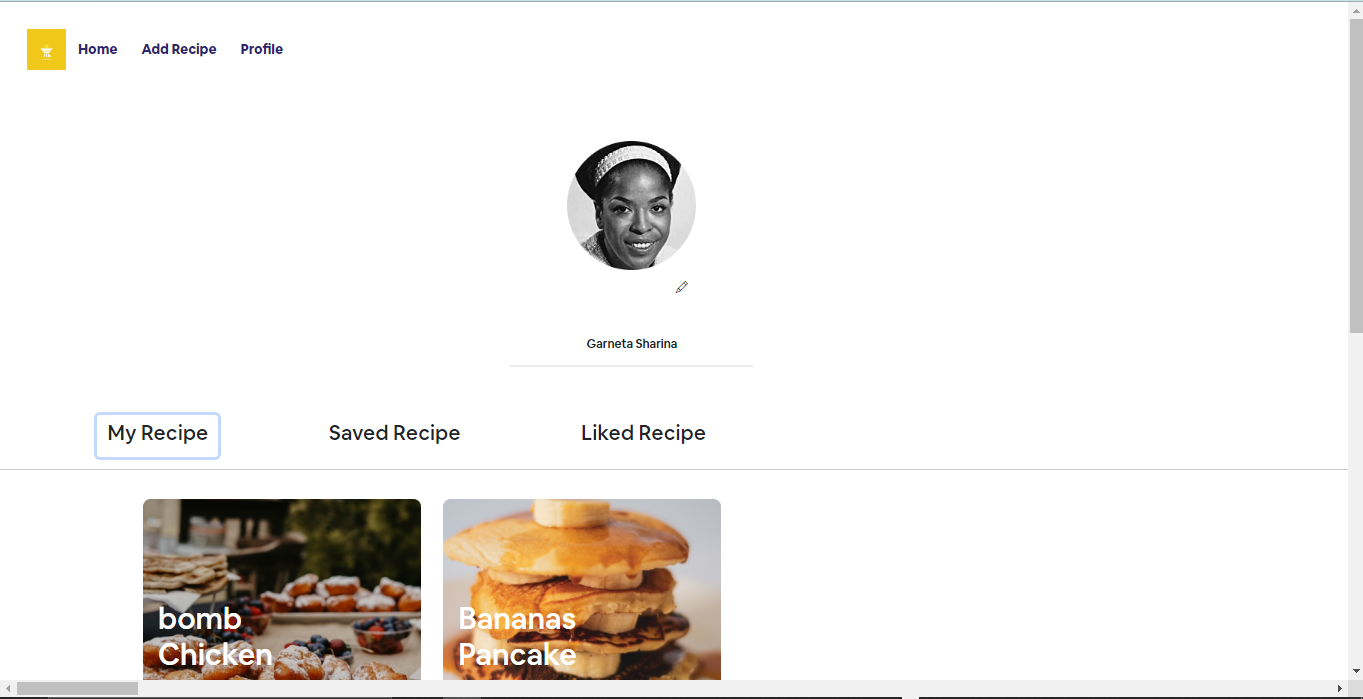 Home Add Recipe Profile
Garneta Sharina
My Recipe Saved Recipe Liked Recipe
bomb
Chicken
Bananas
Pancake